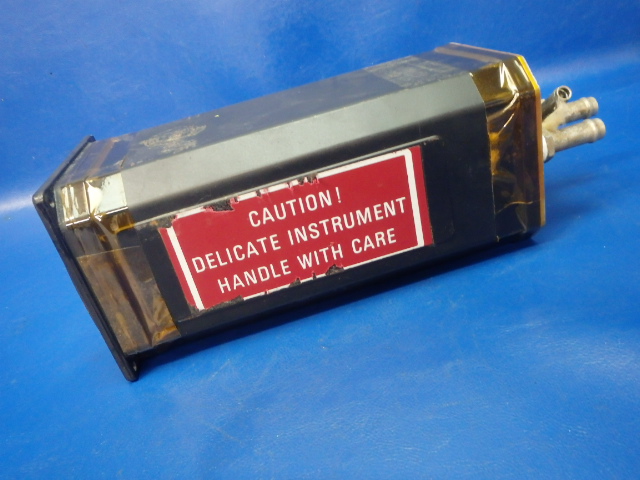 CAUTION!
DELICATE INSTRUMENT
HANDLE WITH CARE